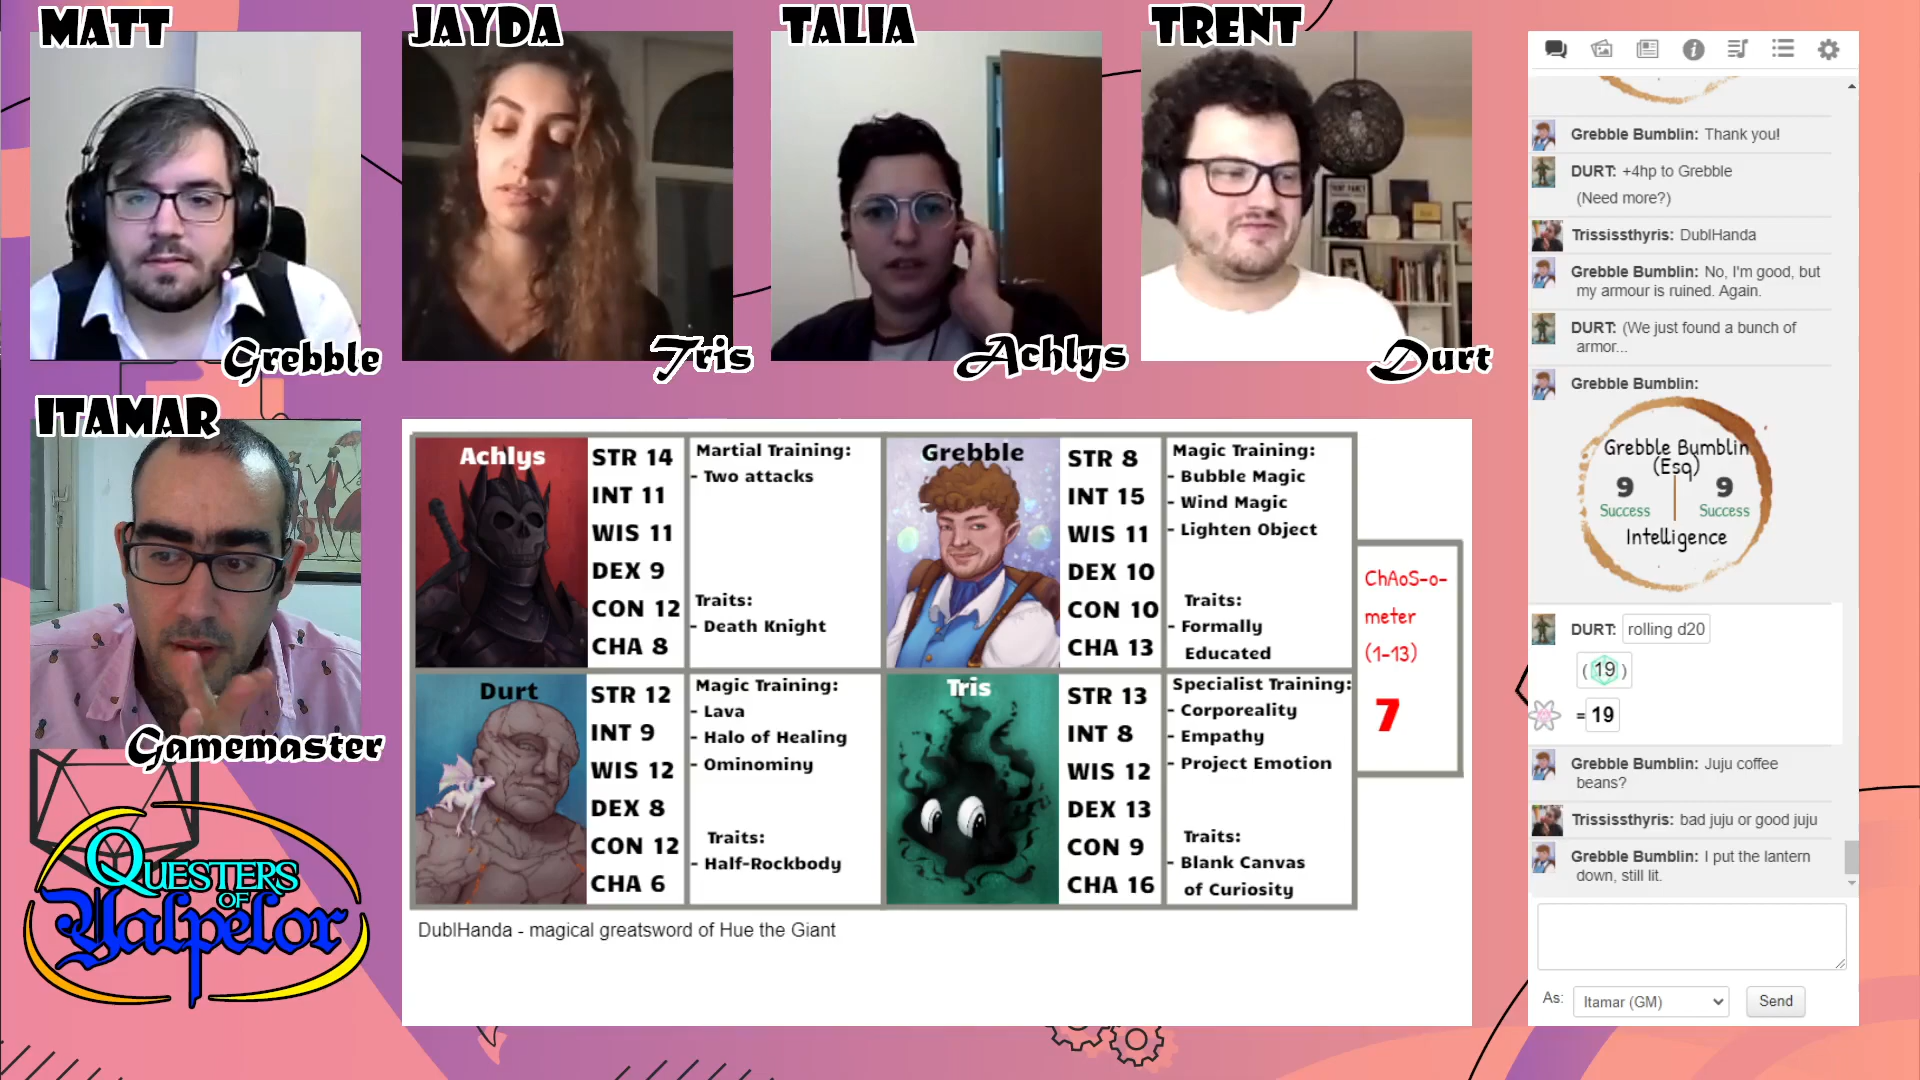 MATT
JAYDA
TALIA
TRENT
Grebble
Tris
Achlys
Durt
ITAMAR
Gamemaster
QUESTERS
OF
Yalpelor
Achlys
STR 14
INT 11
WIS 11
DEX 9
CON 12
CHA 8
Martial Training:
- Two attacks
Traits:
- Death Knight
Grebble
STR 8
INT 15
WIS 11
DEX 10
CON 10
CHA 13
Magic Training:
- Bubble Magic
- Wind Magic
- Lighten Object
Traits:
- Formally
Educated
Durt
STR 12
INT 9
WIS 12
DEX 8
CON 12
CHA 6
Magic Training:
- Lava
- Halo of Healing
- Ominominy
Traits:
- Half-Rockbody
Tris
STR 13
INT 8
WIS 12
DEX 13
CON 9
CHA 16
Specialist Training:
- Corporeality
- Empathy
- Project Emotion
Traits:
- Blank Canvas
of Curiosity
ChAoS-o-
meter
(1-13)
7
DublHanda - magical greatsword of Hue the Giant
Grebble Bumblin: Thank you!
DURT: +4hp to Grebble
(Need more?)
Trississthyris: DublHanda
Grebble Bumblin: No, I'm good, but
my armour is ruined. Again.
DURT: (We just found a bunch of
armor...
Grebble Bumblin:
Grebble Bumblin
(Esq)
9 9
Success Success
Intelligence
DURT: rolling d20
(19)
=19
Grebble Bumblin: Juju coffee
beans?
Trississthyris: bad juju or good juju
Grebble Bumblin: I put the lantern
down, still lit.
As: Itamar (GM) Send